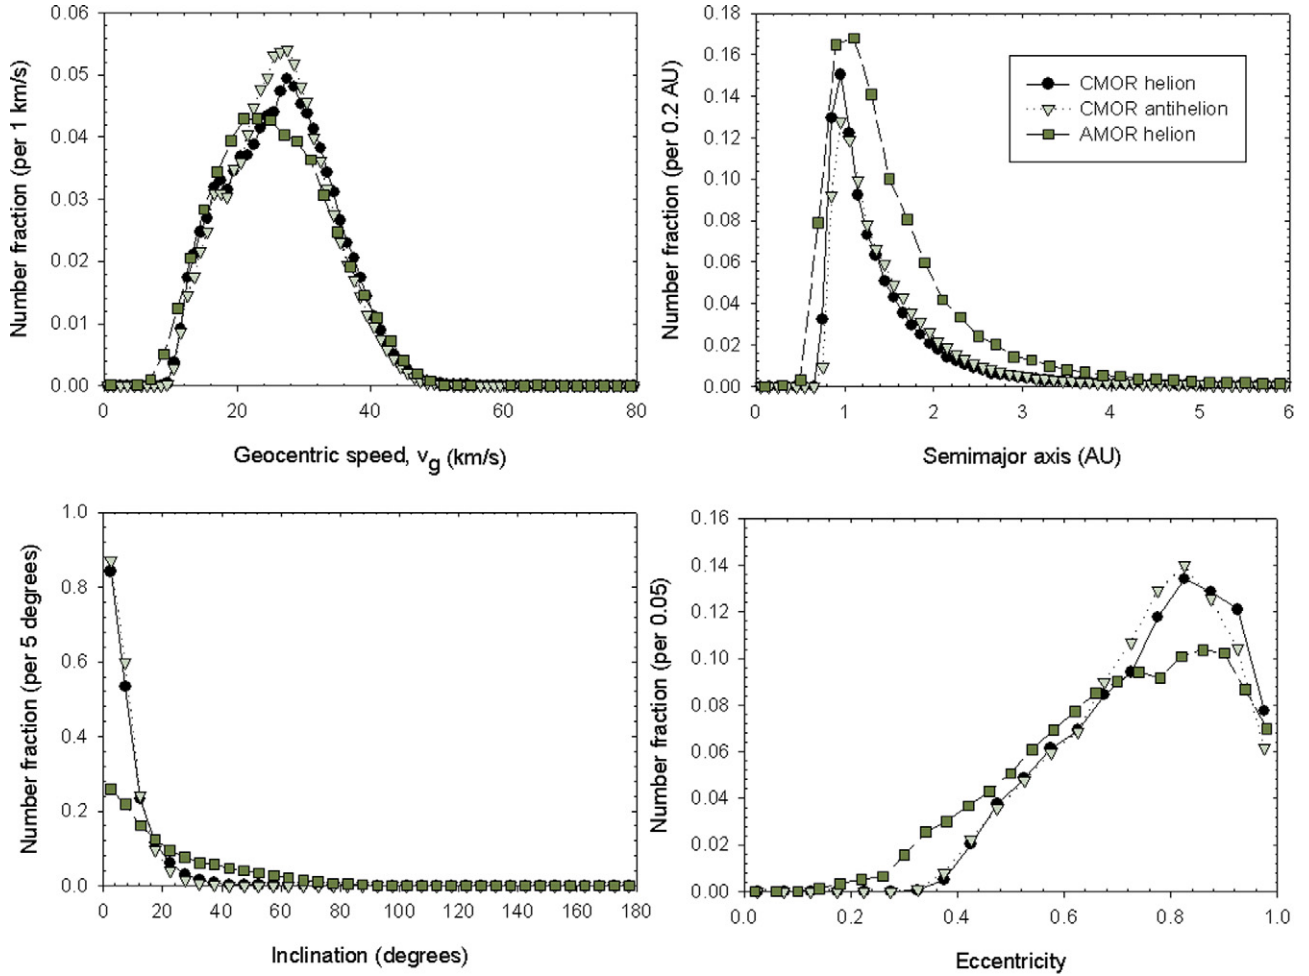 0.06
0.05
0.04
0.03
0.02
0.01
0.00
Number fraction (per 1 km/s)
0 20 40 60 80
Geocentric speed, vg (km/s)
0.18
0.16
0.14
0.12
0.10
0.08
0.06
0.04
0.02
0.00
Number fraction (per 0.2 AU)
CMOR helion
CMOR antihelion
AMOR helion
0 1 2 3 4 5 6
Semimajor axis (AU)
1.0
0.8
0.6
0.4
0.2
0.0
Number fraction (per 5 degrees)
0 20 40 60 80 100 120 140 160 180
Inclination (degrees)
0.16
0.14
0.12
0.10
0.08
0.06
0.04
0.02
0.00
Number fraction (per 0.05)
0.0 0.2 0.4 0.6 0.8 1.0
Eccentricity